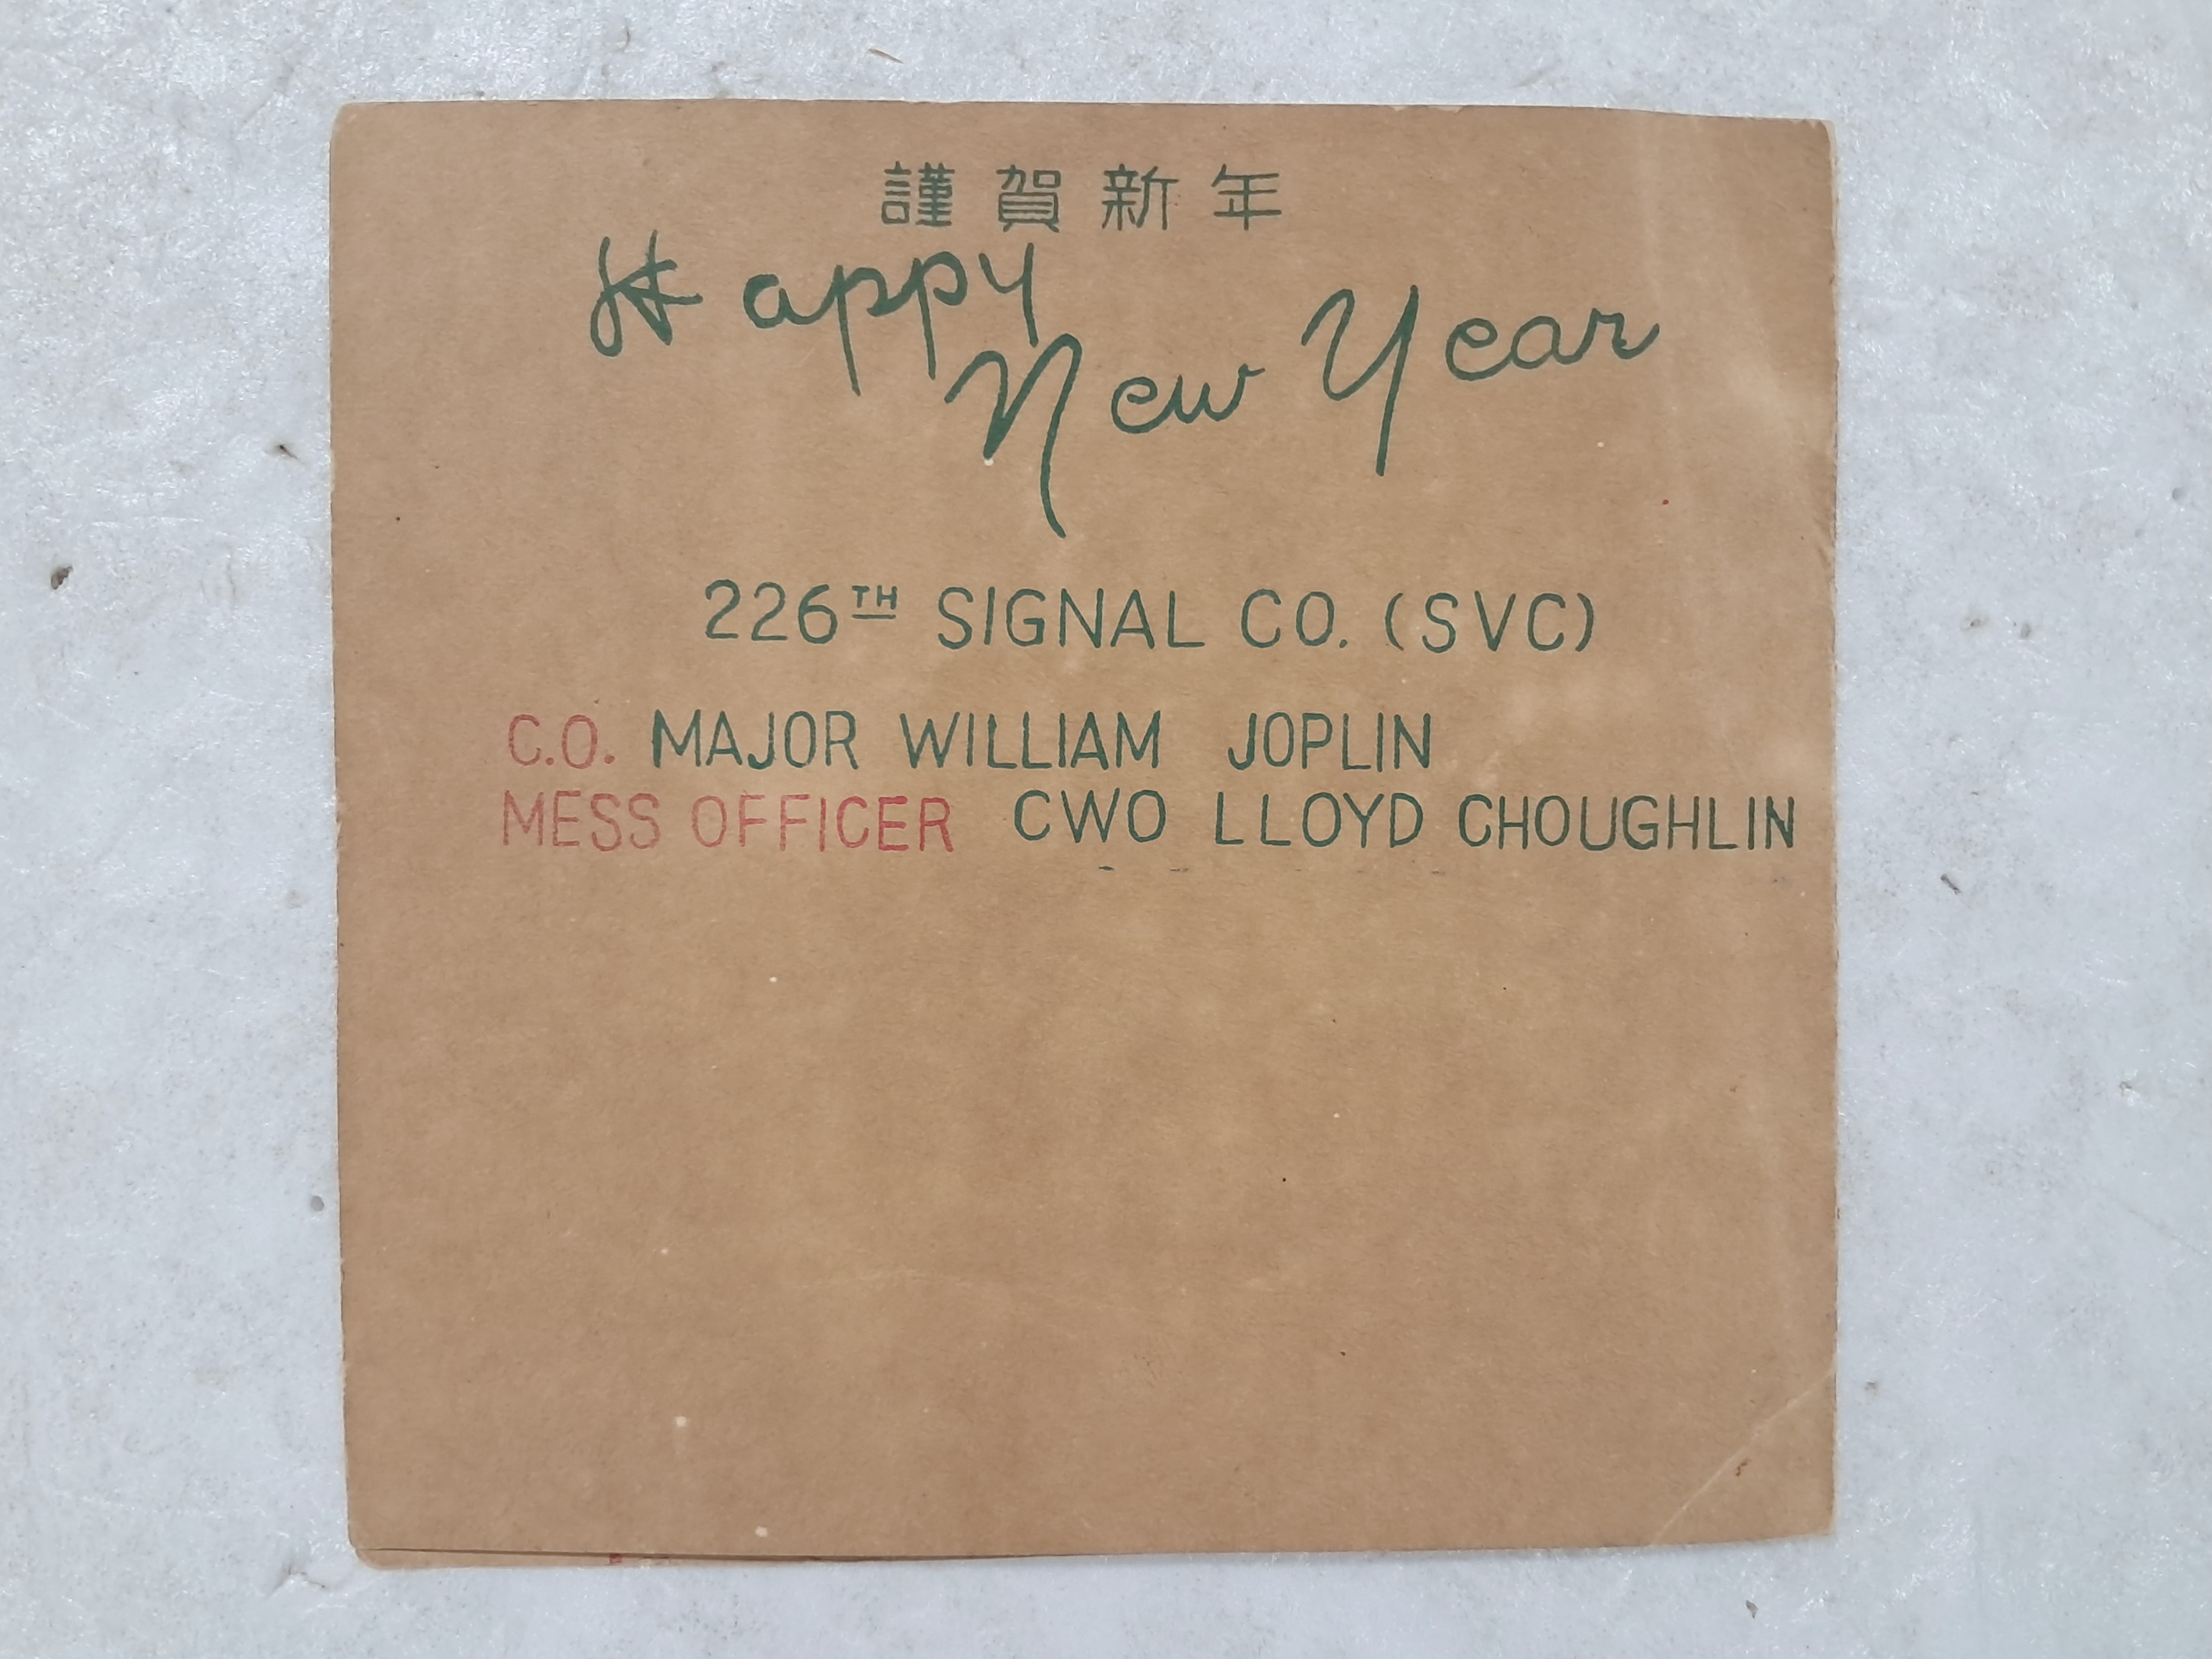 謹賀新年
Happy
New Year
226TH SIGNAL CO. (SVC)
C.O. MAJOR WILLIAM JOPLIN
MESS OFFICER CWO LLOYD CHOUGHLIN